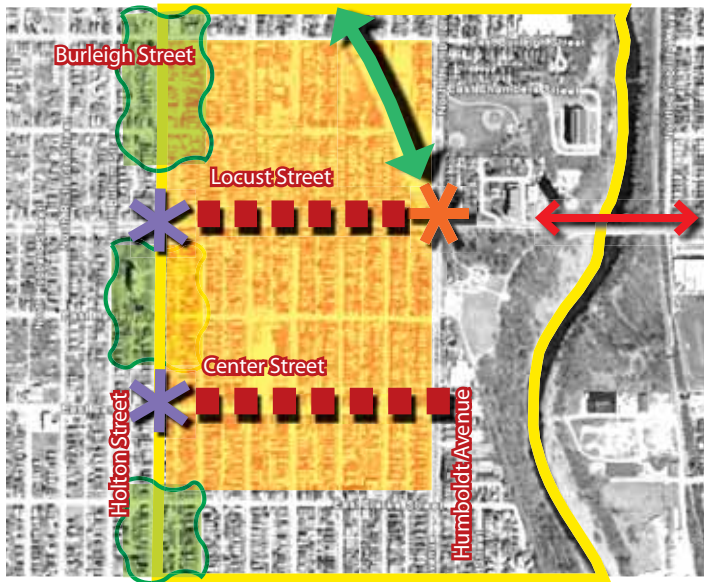 Burleigh Street
Locust Street
Center Street
Holton Street
Humboldt Avenue